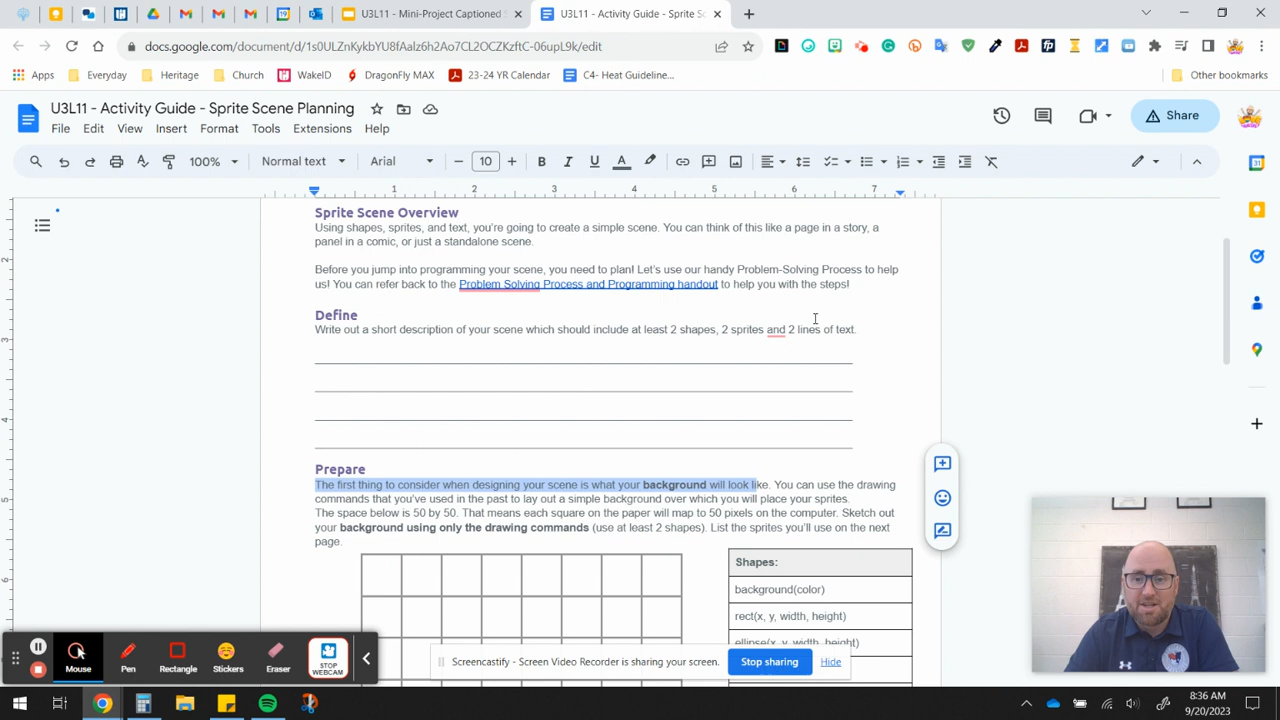 U3L11 - Mini-Project Captioned S
U3L11 - Activity Guide - Sprite Sc
docs.google.com/document/d/1s0ULZnKykbYU8fAalz6h2Ao7CL2OCZKzftC-06upL9k/edit
Apps
Everyday
Heritage
Church
WakeID
DragonFly MAX
23-24 YR Calendar
C4- Heat Guideline...
Other bookmarks
U3L11 - Activity Guide - Sprite Scene Planning
File Edit View Insert Format Tools Extensions Help
Share
100% Normal text Arial 10
1 2 3 4 5 6 7
Sprite Scene Overview
Using shapes, sprites, and text, you're going to create a simple scene. You can think of this like a page in a story, a
panel in a comic, or just a standalone scene.
Before you jump into programming your scene, you need to plan! Let's use our handy Problem-Solving Process to help
us! You can refer back to the Problem Solving Process and Programming handout to help you with the steps!
Define
Write out a short description of your scene which should include at least 2 shapes, 2 sprites and 2 lines of text.
Prepare
The first thing to consider when designing your scene is what your background will look like. You can use the drawing
commands that you've used in the past to lay out a simple background over which you will place your sprites.
The space below is 50 by 50. That means each square on the paper will map to 50 pixels on the computer. Sketch out
your background using only the drawing commands (use at least 2 shapes). List the sprites you'll use on the next
page.
Shapes:
background(color)
rect(x, y, width, height)
ellipse(x, y, width, height)
Mouse
Pen
Rectangle
Stickers
Eraser
STOP
WEBCAM
Screencastify - Screen Video Recorder is sharing your screen.
Stop sharing
Hide
8:36 AM
9/20/2023